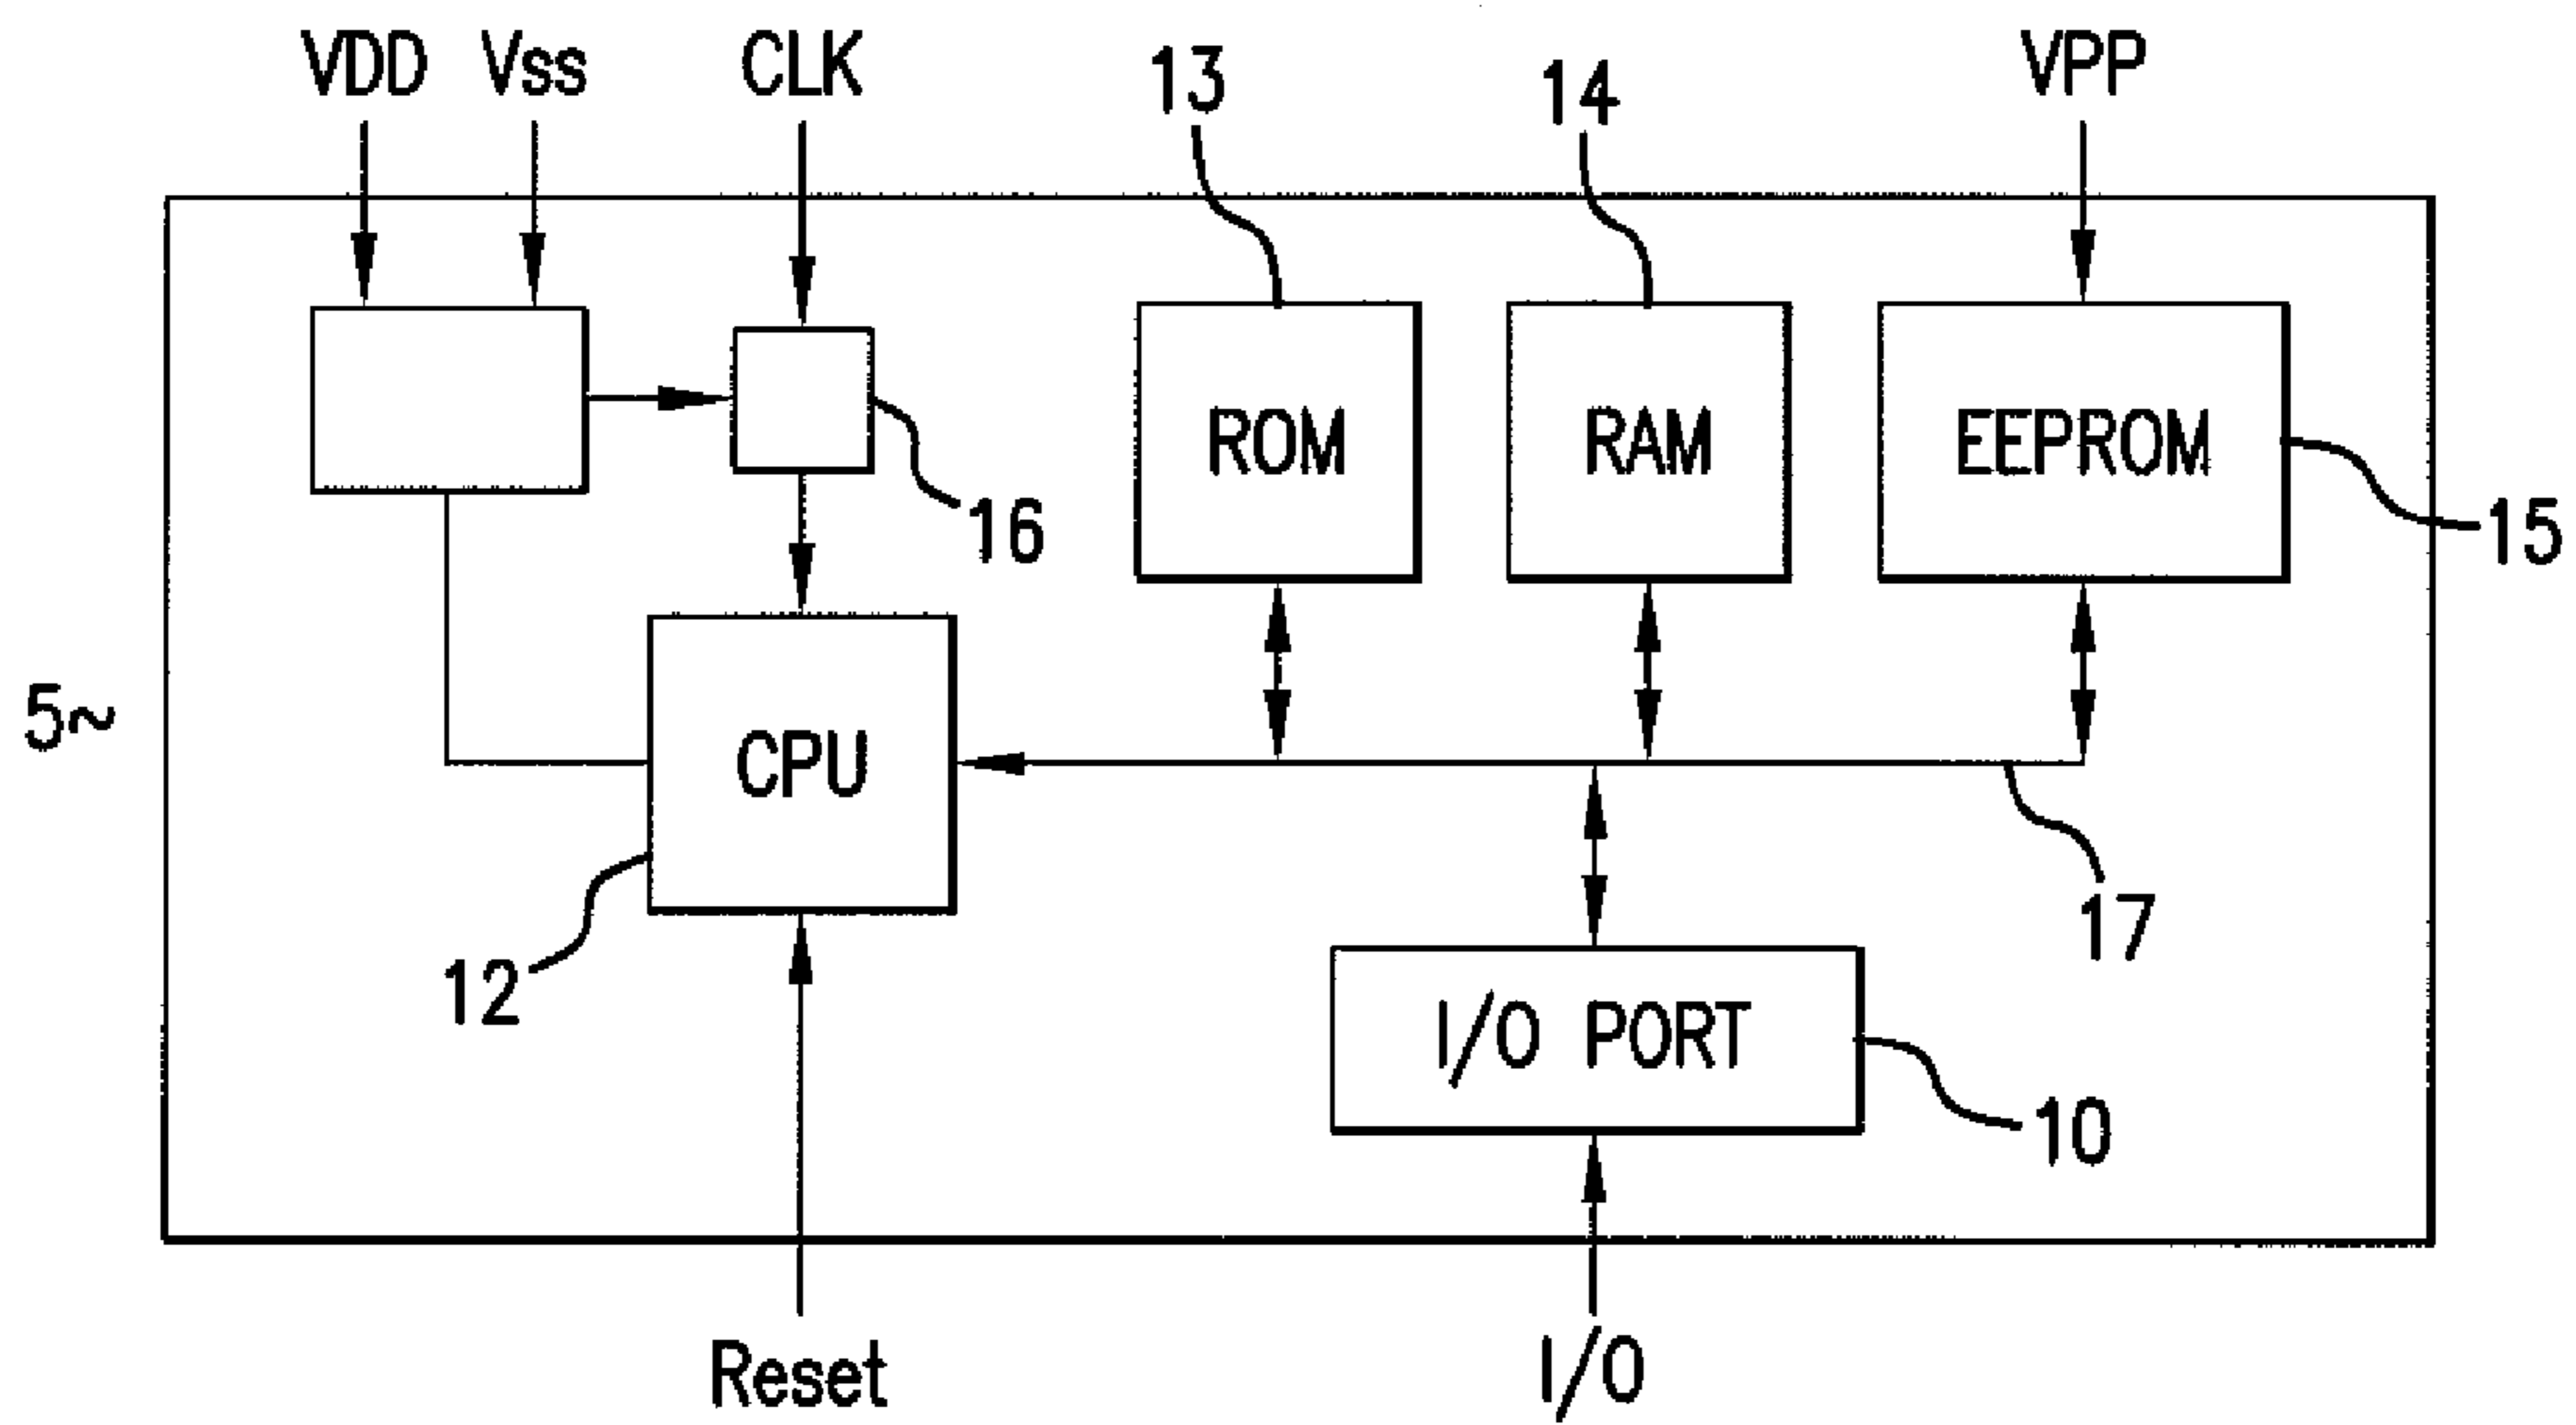 VDD Vss CLK 13 14 VPP
ROM RAM EEPROM
16 15
5~
CPU
17
12
I/O PORT
10
Reset I/O